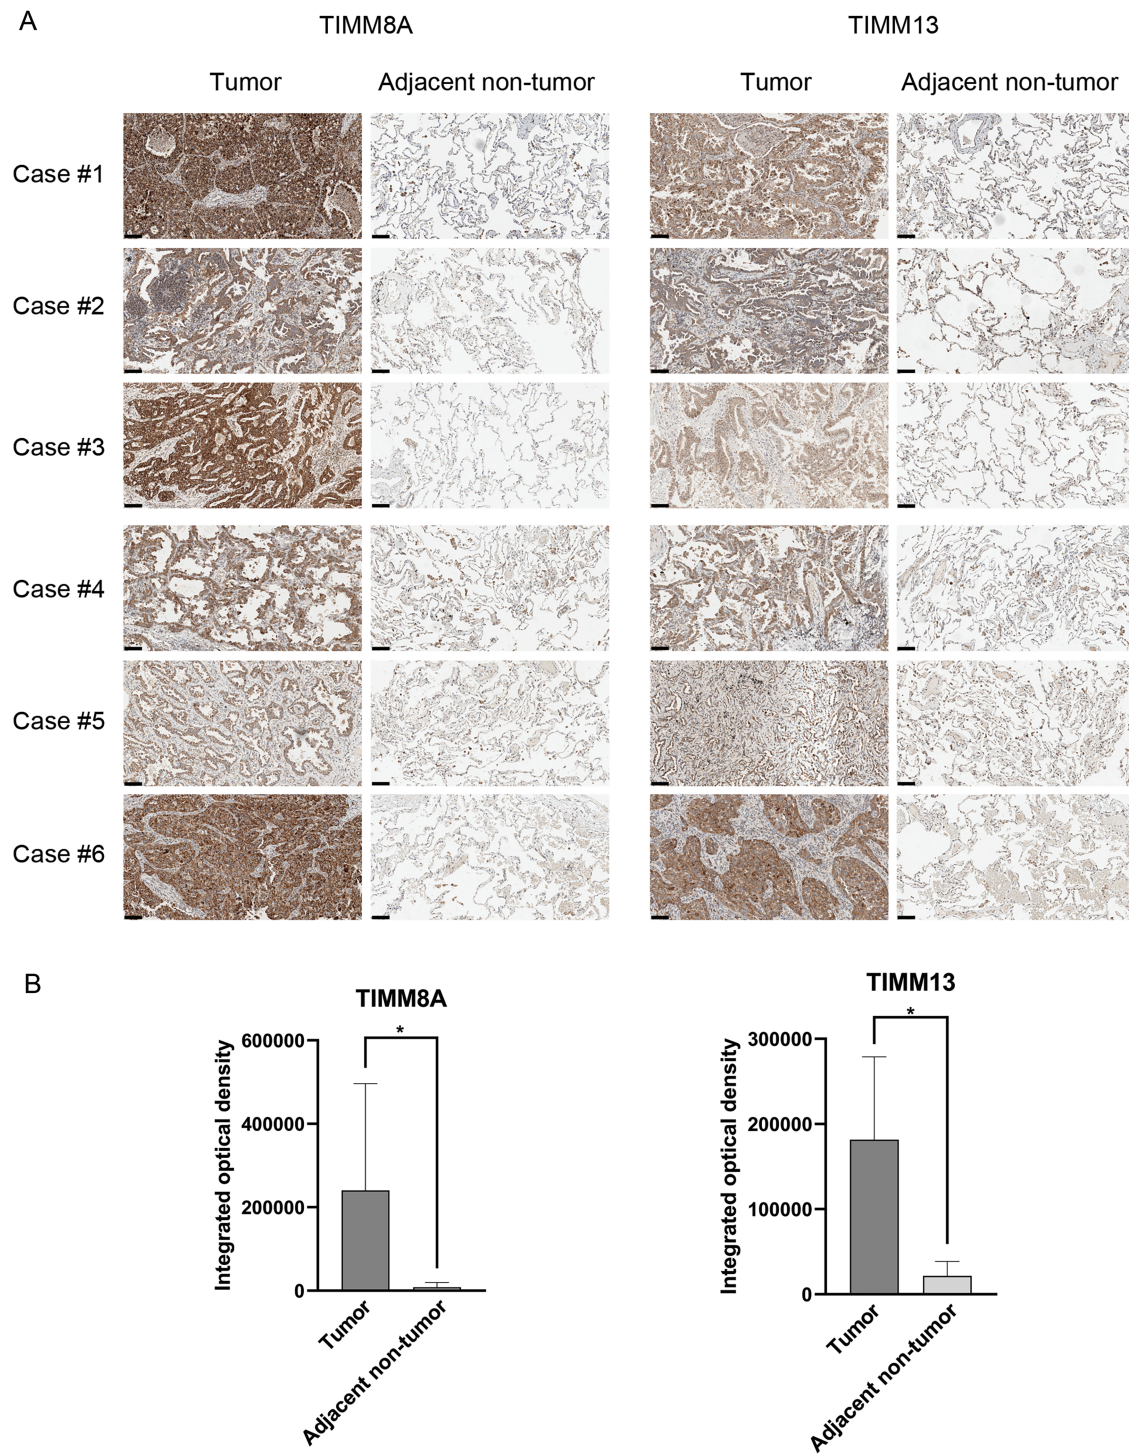 A
TIMM8A
TIMM13
Tumor
Adjacent non-tumor
Tumor
Adjacent non-tumor
Case #1
Case #2
Case #3
Case #4
Case #5
Case #6
B
TIMM8A
Integrated optical density
600000
400000
200000
0
*
Tumor
Adjacent non-tumor
TIMM13
Integrated optical density
300000
200000
100000
0
*
Tumor
Adjacent non-tumor